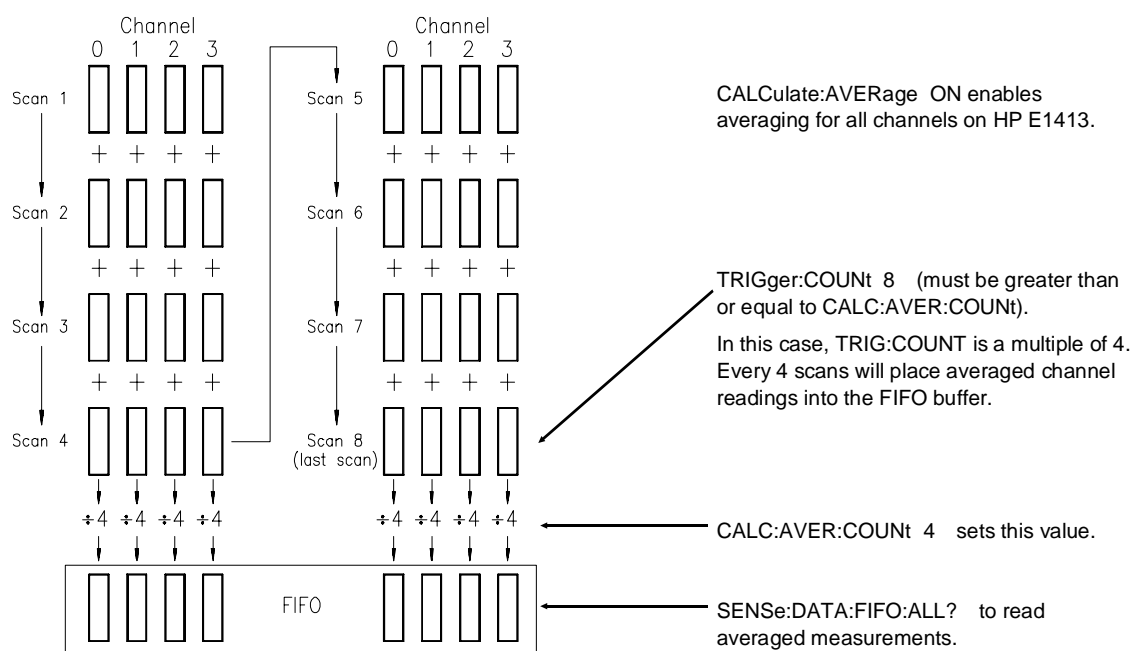 Channel
0 1 2 3
Scan 1
+ + + +
Scan 2
+ + + +
Scan 3
+ + + +
Scan 4
÷4 ÷4 ÷4 ÷4
Channel
0 1 2 3
Scan 5
+ + + +
Scan 6
+ + + +
Scan 7
+ + + +
Scan 8
(last scan)
÷4 ÷4 ÷4 ÷4
FIFO
CALCulate:AVERage ON enables
averaging for all channels on HP E1413.
TRIGger:COUNt 8 (must be greater than
or equal to CALC:AVER:COUNt).
In this case, TRIG:COUNT is a multiple of 4.
Every 4 scans will place averaged channel
readings into the FIFO buffer.
CALC:AVER:COUNt 4 sets this value.
SENSe:DATA:FIFO:ALL? to read
averaged measurements.